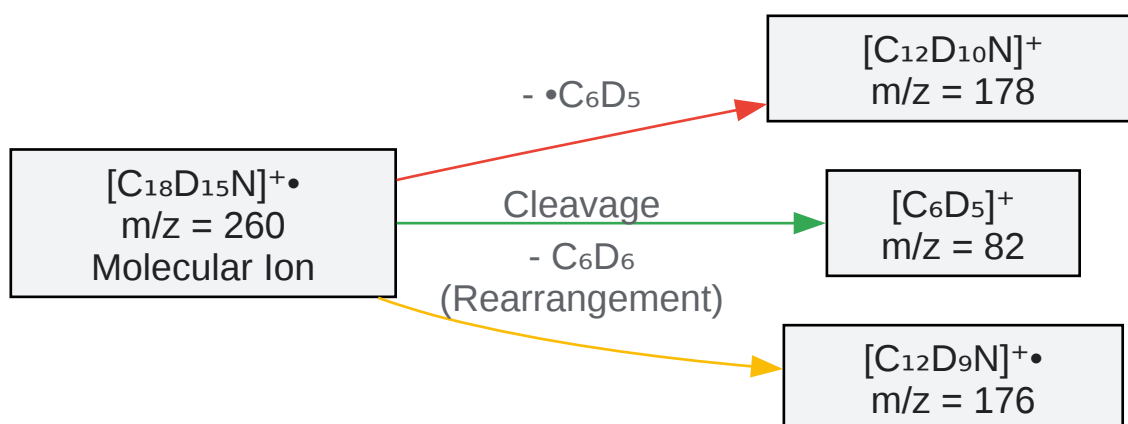 [C₁₈D₁₅N]⁺•
m/z = 260
Molecular Ion
- •C₆D₅
Cleavage
- C₆D₆
(Rearrangement)
[C₁₂D₁₀N]⁺
m/z = 178
[C₆D₅]⁺
m/z = 82
[C₁₂D₉N]⁺•
m/z = 176